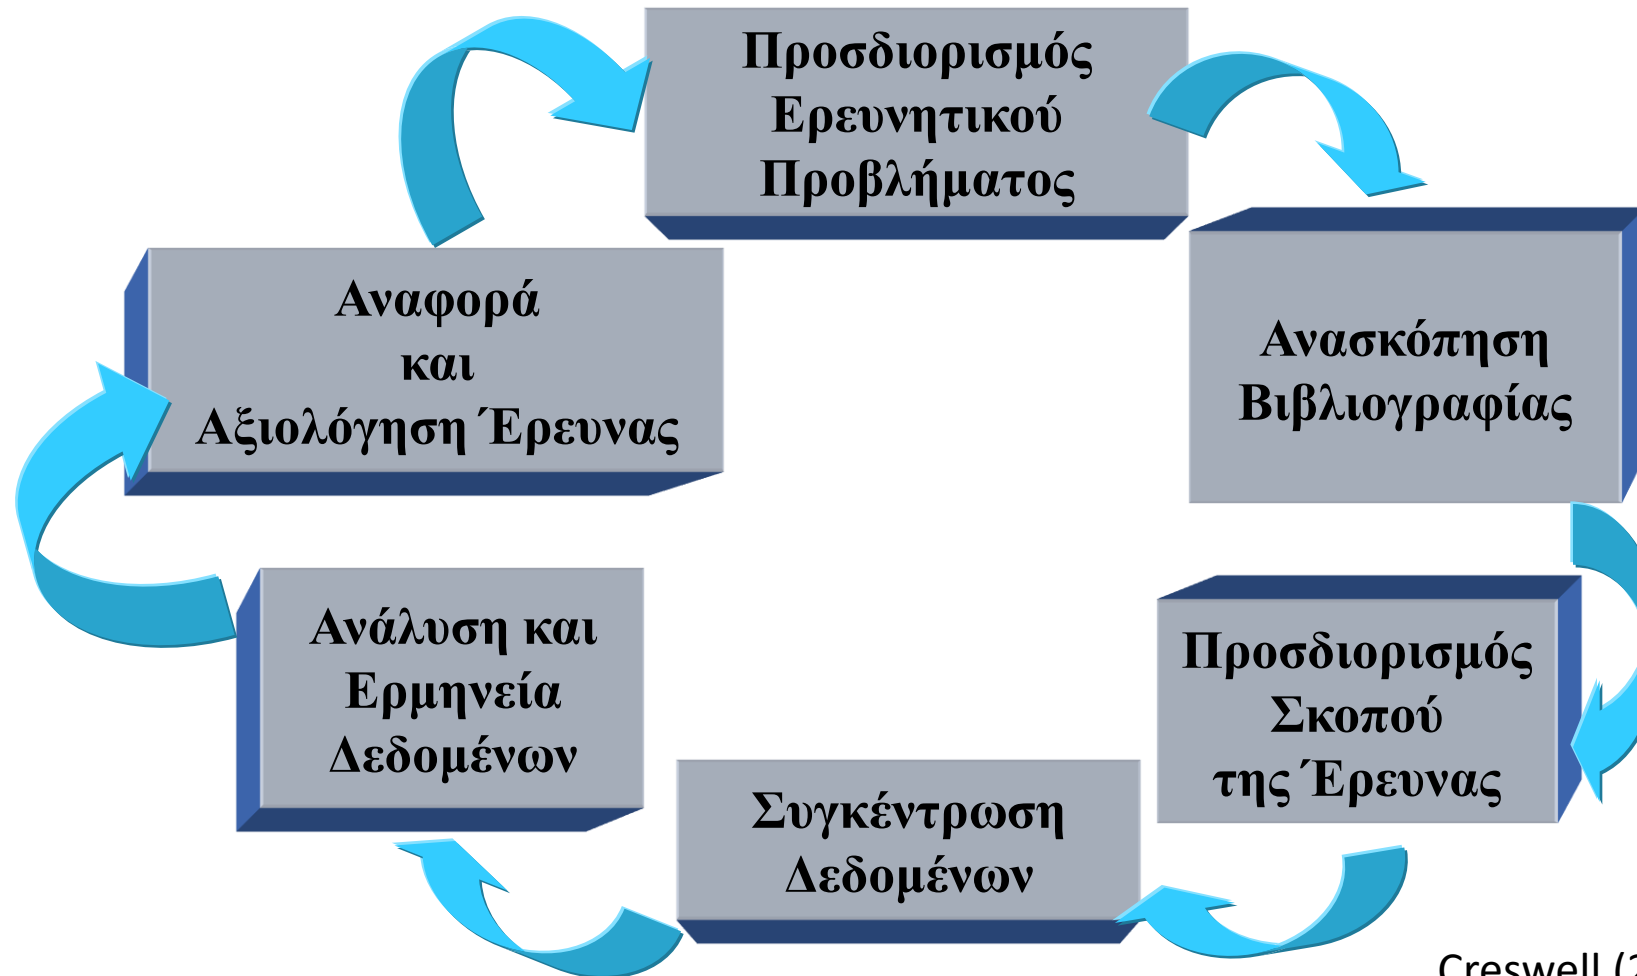 Προσδιορισμός
Ερευνητικού
Προβλήματος
Ανασκόπηση
Βιβλιογραφίας
Προσδιορισμός
Σκοπού
της Έρευνας
Συγκέντρωση
Δεδομένων
Ανάλυση και
Ερμηνεία
Δεδομένων
Αναφορά
και
Αξιολόγηση Έρευνας
Creswell